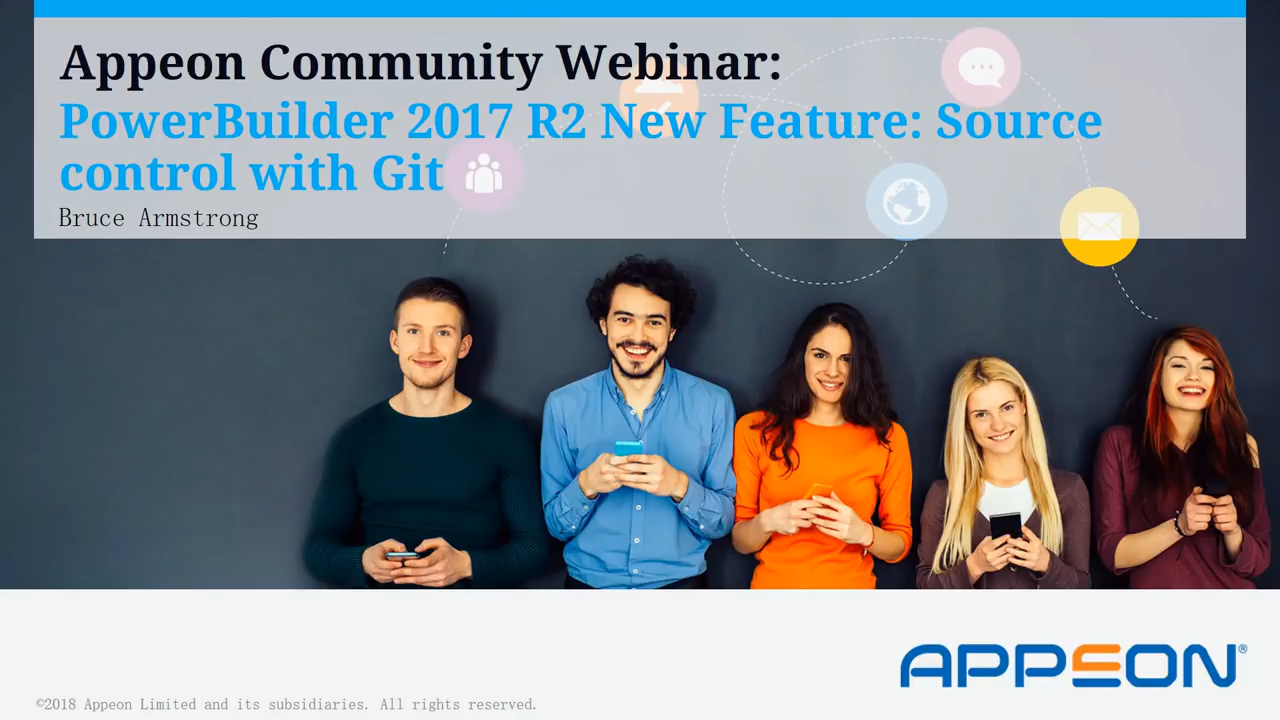 Appeon Community Webinar:
PowerBuilder 2017 R2 New Feature: Source
control with Git
Bruce Armstrong
APPEON®
©2018 Appeon Limited and its subsidiaries. All rights reserved.